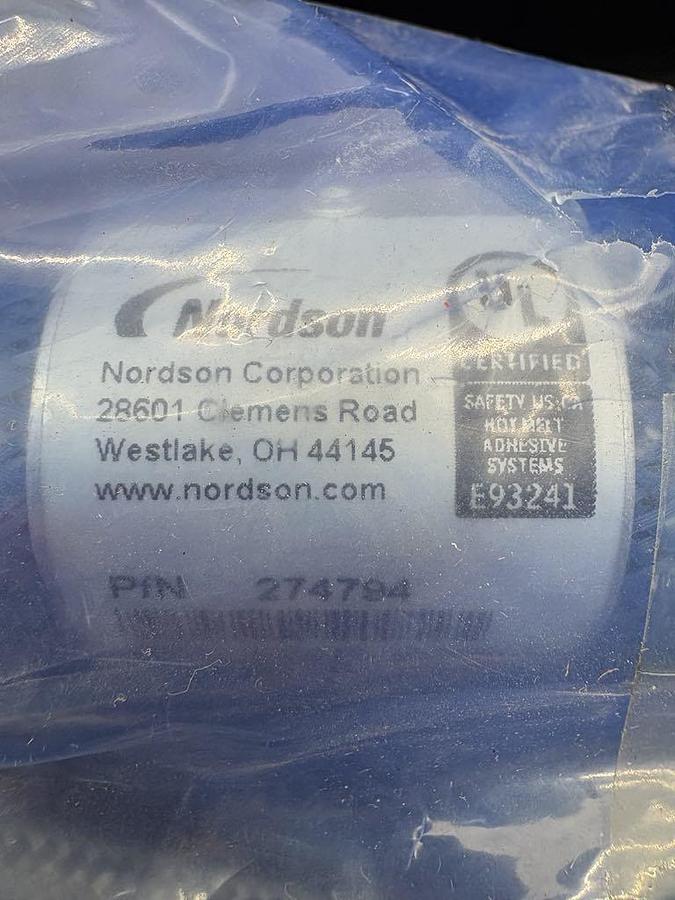 Nordson
Nordson Corporation
28601 Clemens Road
Westlake, OH 44145
www.nordson.com
UL
CERTIFIED
SAFETY US-CA
HOT MELT
ADHESIVE
SYSTEMS
E93241
P/N 274794